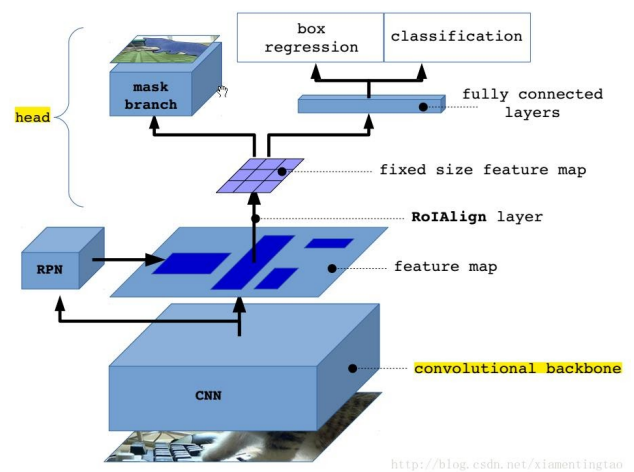 box
regression
classification
mask
branch
head
fully connected
layers
fixed size feature map
RoIAlign layer
RPN
feature map
convolutional backbone
CNN
http://blog.csdn.net/xiamentingtao